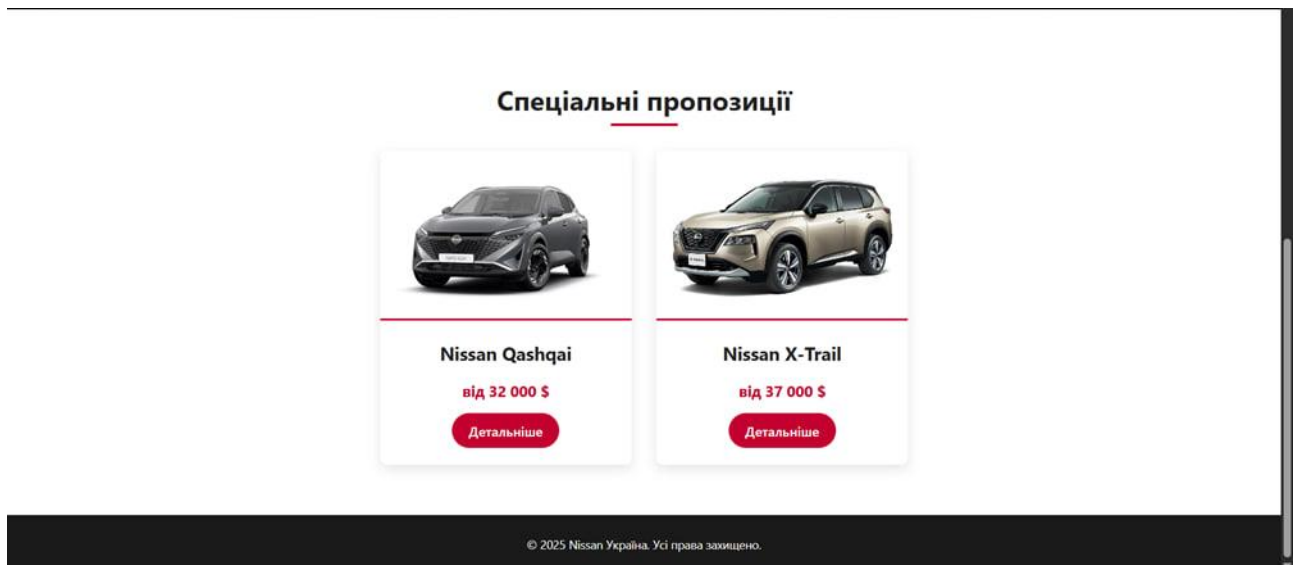 Спеціальні пропозиції
Nissan Qashqai
Nissan X-Trail
від 32 000 $
від 37 000 $
Детальніше
Детальніше
© 2025 Nissan Україна. Усі права захищено.